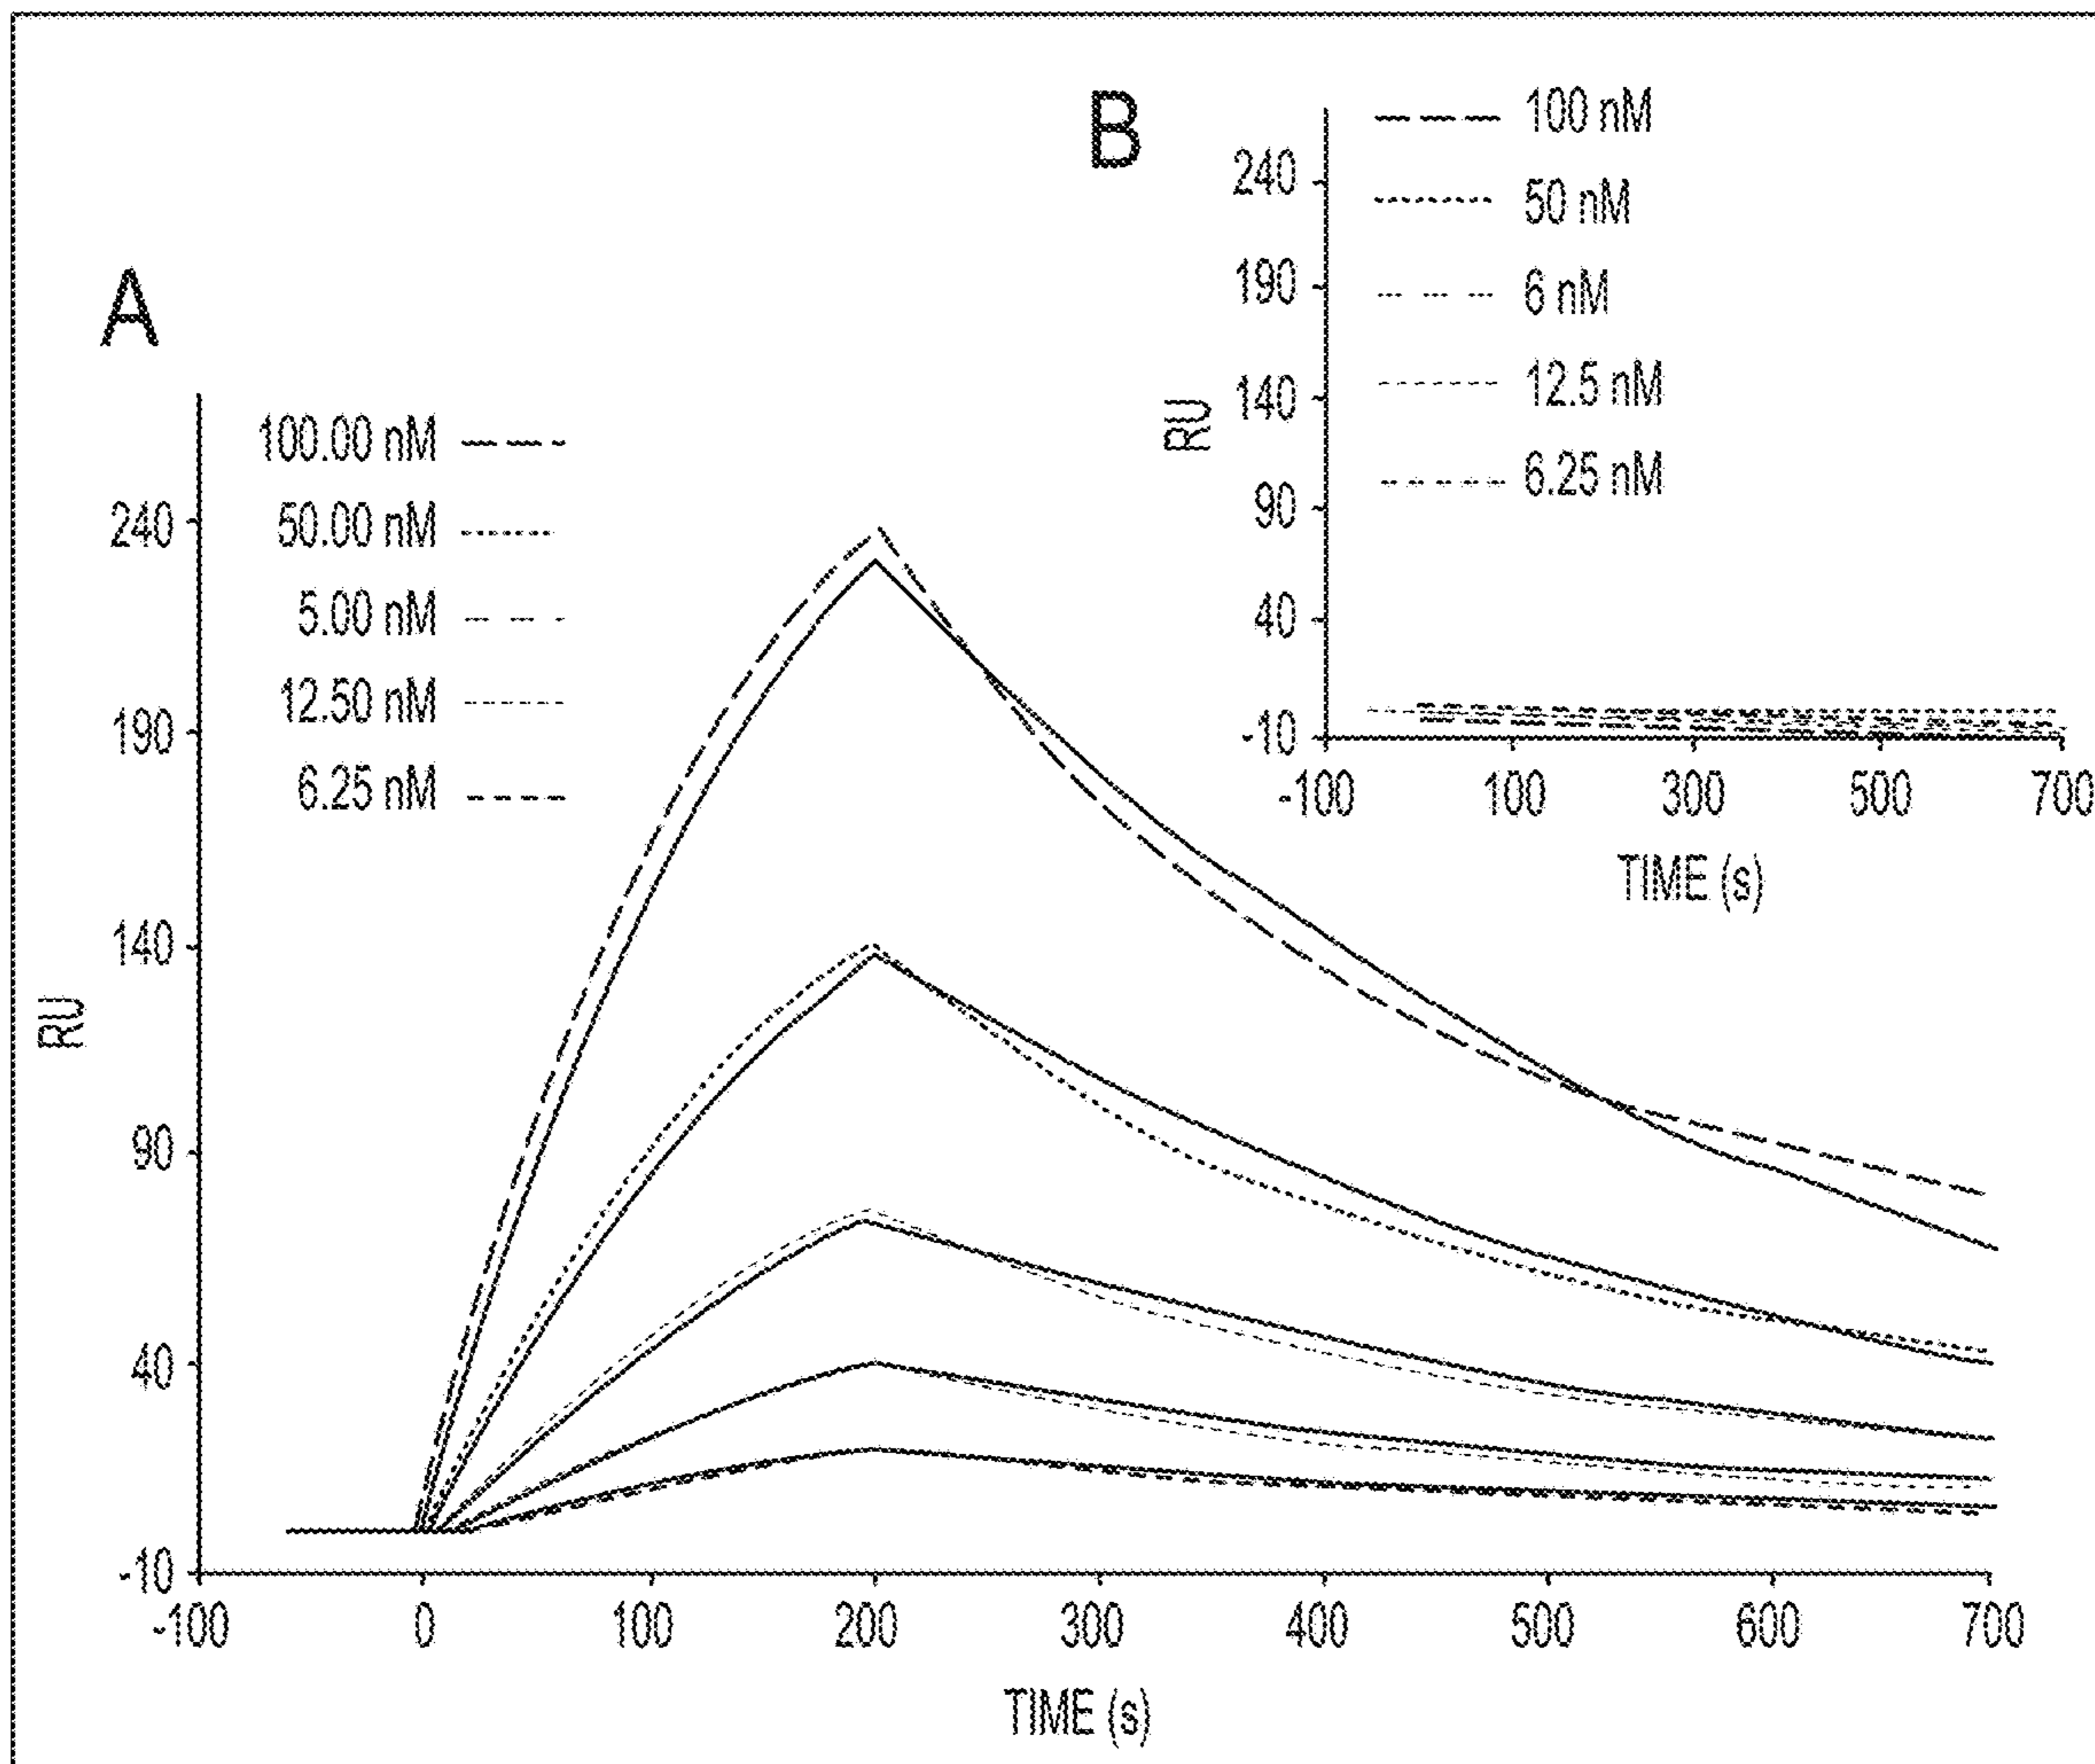 A
100.00 nM
50.00 nM
5.00 nM
12.50 nM
6.25 nM
240
190
140
90
40
-10
RU
-100 0 100 200 300 400 500 600 700
TIME (s)
B
100 nM
50 nM
6 nM
12.5 nM
6.25 nM
240
190
140
90
40
-10
RU
-100 100 300 500 700
TIME (s)